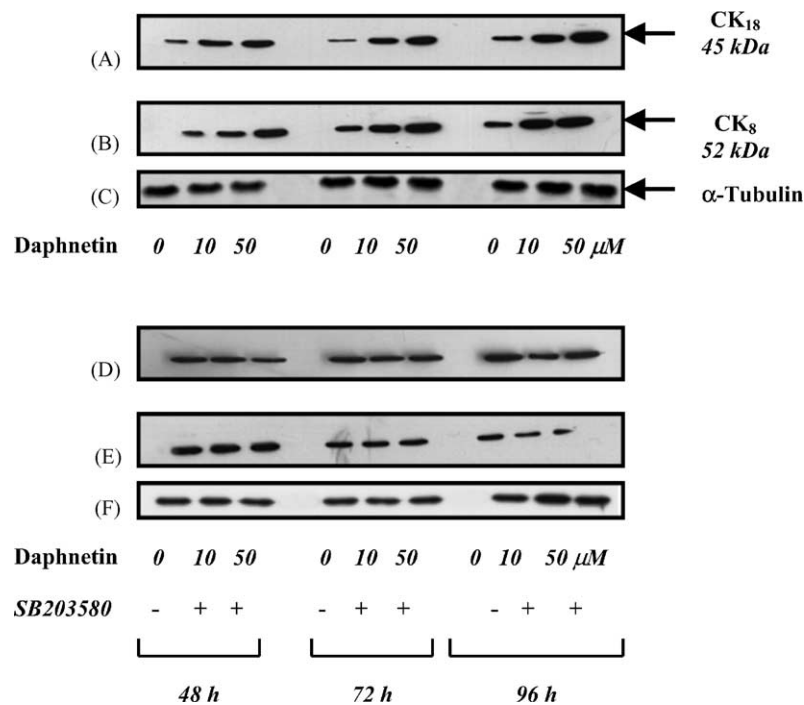 (A) CK18
45 kDa
(B) CK8
52 kDa
(C) α-Tubulin
Daphnetin 0 10 50 0 10 50 0 10 50 μM
(D)
(E)
(F)
Daphnetin 0 10 50 0 10 50 0 10 50 μM
SB203580 - + + - + + - + +
48 h 72 h 96 h